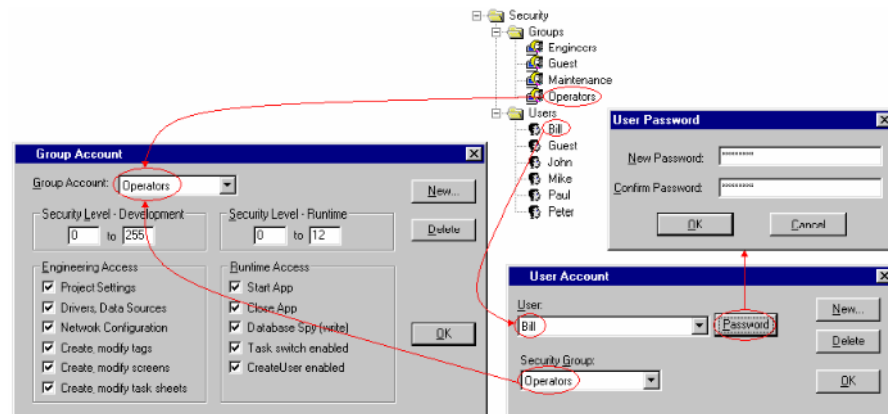 Security
Groups
Engineers
Guest
Maintenance
Operators
Users
Bill
Guest
John
Mike
Paul
Peter
User Password
New Password: ********
Confirm Password: ********
OK
Cancel
Group Account
Group Account: Operators
New...
Delete
OK
Security Level - Development
0 to 255
Security Level - Runtime
0 to 12
Engineering Access
Project Settings
Drivers, Data Sources
Network Configuration
Create, modify tags
Create, modify screens
Create, modify task sheets
Runtime Access
Start App
Close App
Database Spy (write)
Task switch enabled
CreateUser enabled
User Account
User:
Bill
Password
New...
Delete
Security Group:
Operators
OK